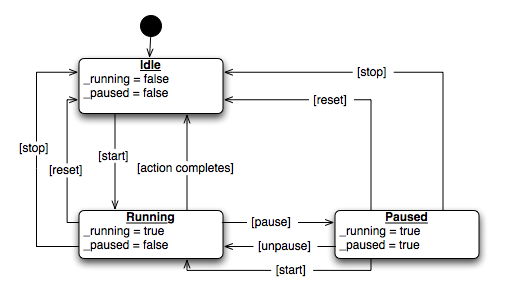 Idle
_running = false
_paused = false
[stop]
[reset]
[stop]
[start]
[reset]
[action completes]
Running
_running = true
_paused = false
[pause]
[unpause]
[start]
Paused
_running = true
_paused = true